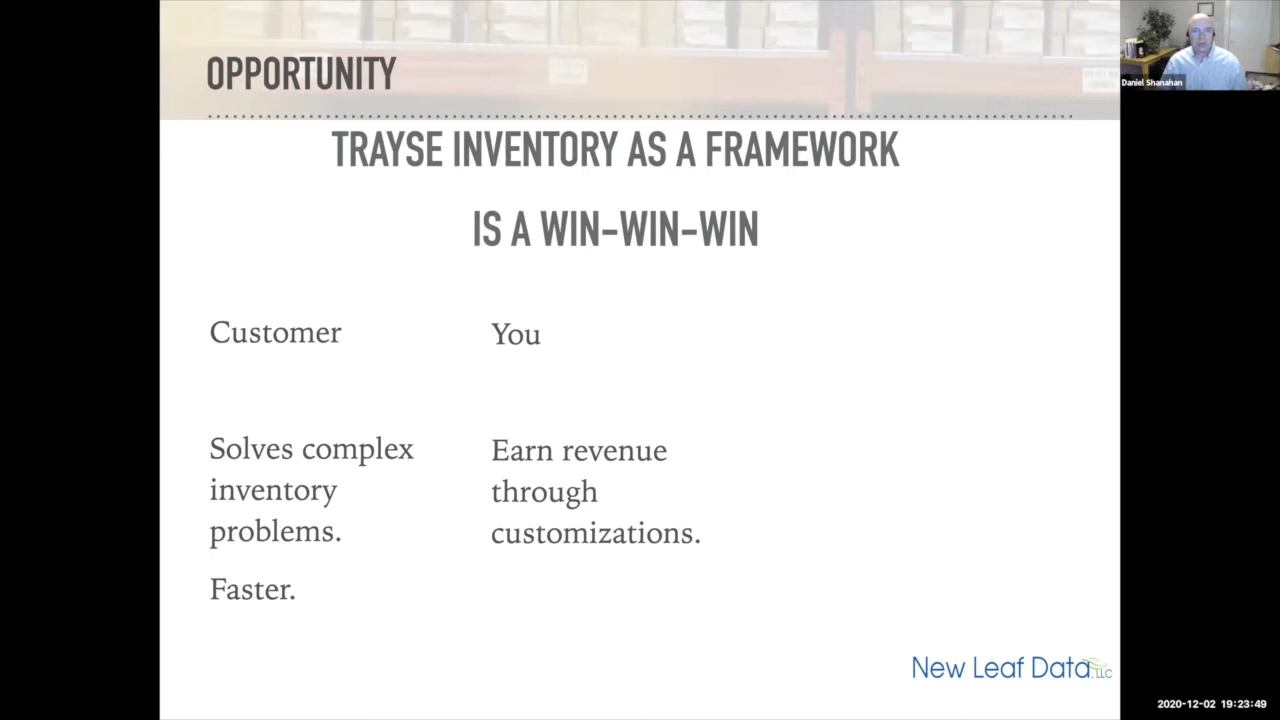 OPPORTUNITY
Daniel Shanahan
TRAYSE INVENTORY AS A FRAMEWORK
IS A WIN-WIN-WIN
Customer
You
Solves complex
inventory
problems.
Faster.
Earn revenue
through
customizations.
New Leaf Data, LLC
2020-12-02 19:23:49